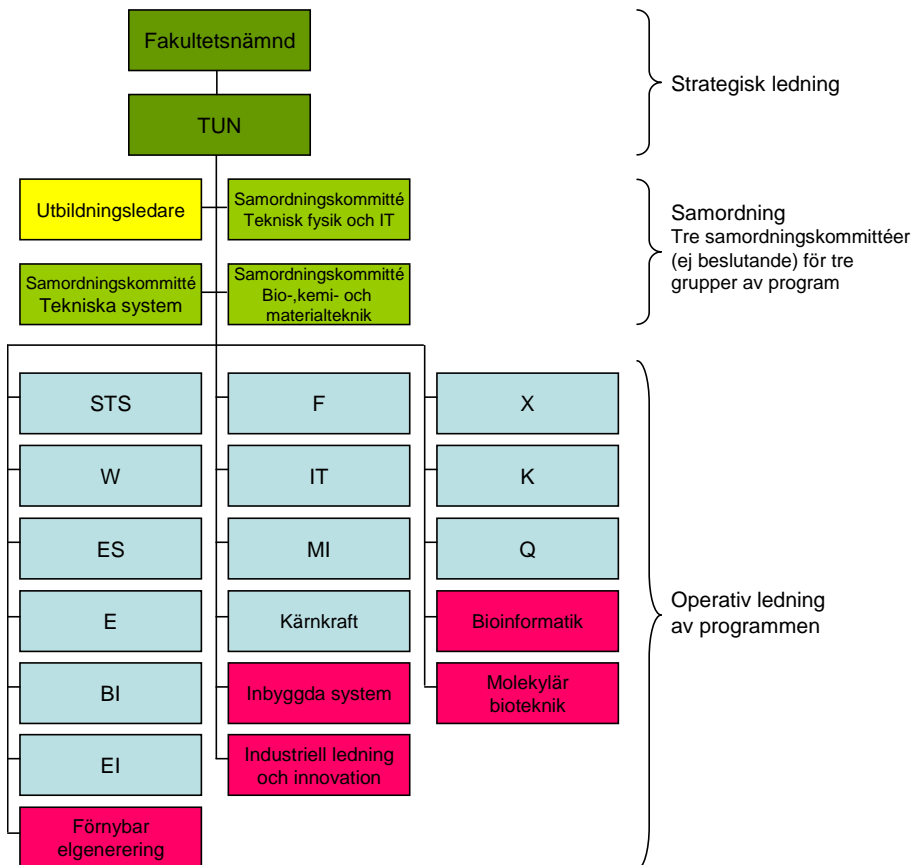 Fakultetsnämnd
Strategisk ledning
TUN
Utbildningsledare
Samordningskommitté
Teknisk fysik och IT
Samordning
Tre samordningskommittéer
(ej beslutande) för tre
grupper av program
Samordningskommitté
Tekniska system
Samordningskommitté
Bio-,kemi- och
materialteknik
STS
F
X
W
IT
K
ES
MI
Q
E
Kärnkraft
Bioinformatik
Operativ ledning
av programmen
BI
Inbyggda system
Molekylär
bioteknik
EI
Industriell ledning
och innovation
Förnybar
elgenerering